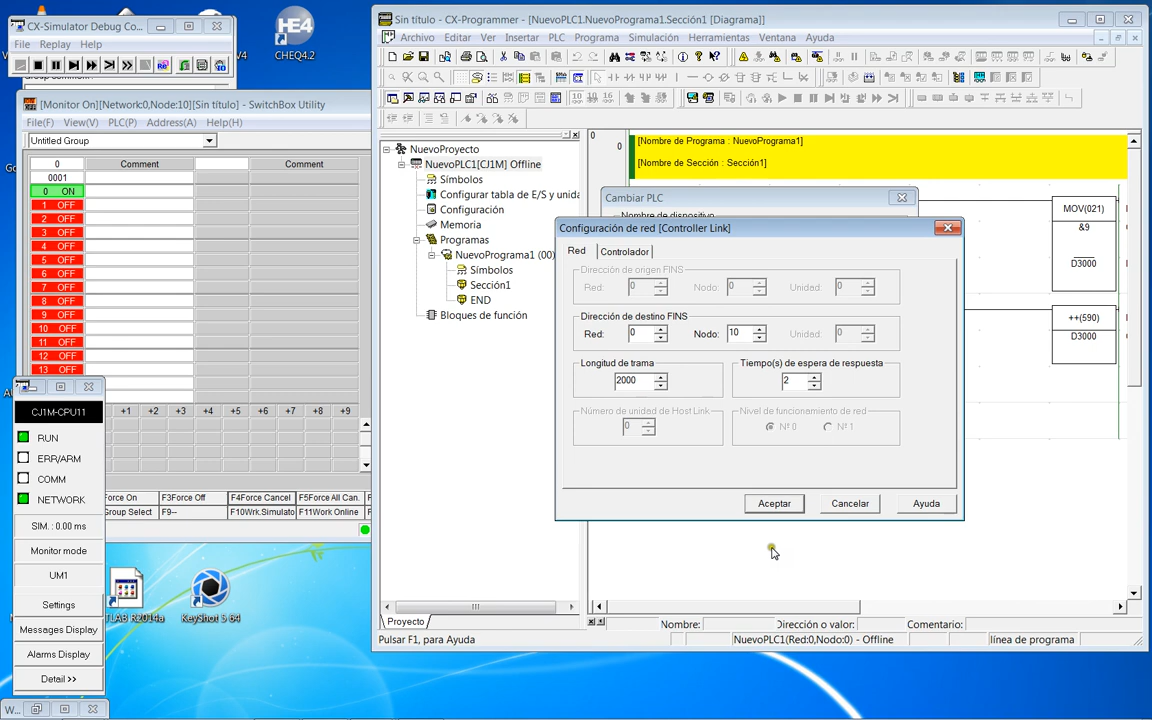 CX-Simulator Debug Co...
File Replay Help
HE4
CHEQ4.2
V4
Sin título - CX-Programmer - [NuevoPLC1.NuevoPrograma1.Sección1 [Diagrama]]
Archivo Editar Ver Insertar PLC Programa Simulación Herramientas Ventana Ayuda
[Monitor On][Network:0,Node:10][Sin título] - SwitchBox Utility
File(F) View(V) PLC(P) Address(A) Help(H)
Untitled Group
0 Comment Comment
0001
0 ON
1 OFF
2 OFF
3 OFF
4 OFF
5 OFF
6 OFF
7 OFF
8 OFF
9 OFF
10 OFF
11 OFF
12 OFF
13 OFF
+1 +2 +3 +4 +5 +6 +7 +8 +9
Force On F3Force Off F4Force Cancel F5Force All Can.
Group Select F9-- F10Wrk.Simulato F11Work Online
CJ1M-CPU11
RUN
ERR/ARM
COMM
NETWORK
SIM. : 0.00 ms
Monitor mode
UM1
Settings
Messages Display
Alarms Display
Detail >>
W...
TLAB R2014a
KeyShot 5 64
NuevoProyecto
NuevoPLC1[CJ1M] Offline
Símbolos
Configurar tabla de E/S y unida
Configuración
Memoria
Programas
NuevoPrograma1 (00)
Símbolos
Sección1
END
Bloques de función
Proyecto
0
0
[Nombre de Programa : NuevoPrograma1]
[Nombre de Sección : Sección1]
MOV(021)
&9
D3000
++(590)
D3000
Cambiar PLC
Nombre de dispositivo
Configuración de red [Controller Link]
Red Controlador
Dirección de origen FINS
Red: 0 Nodo: 0 Unidad: 0
Dirección de destino FINS
Red: 0 Nodo: 10 Unidad: 0
Longitud de trama
2000
Tiempo(s) de espera de respuesta
2
Número de unidad de Host Link
0
Nivel de funcionamiento de red
Nº 0 Nº 1
Aceptar Cancelar Ayuda
Nombre: Dirección o valor: Comentario:
Pulsar F1, para Ayuda NuevoPLC1(Red:0,Nodo:0) - Offline línea de programa